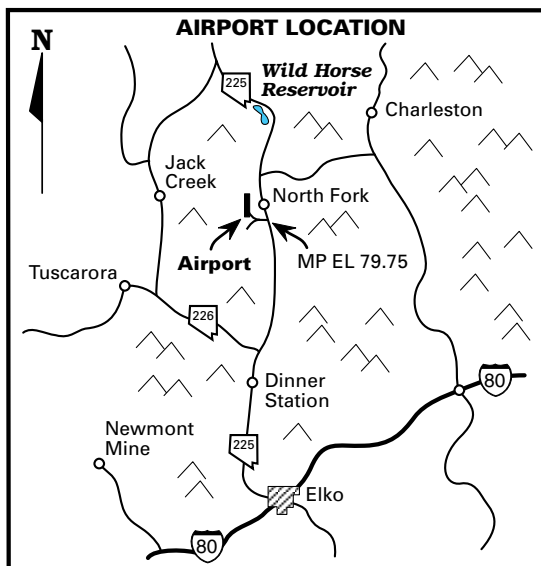 AIRPORT LOCATION
N
225
Wild Horse
Reservoir
Charleston
Jack
Creek
North Fork
Airport
MP EL 79.75
Tuscarora
226
Dinner
Station
80
Newmont
Mine
225
Elko
80